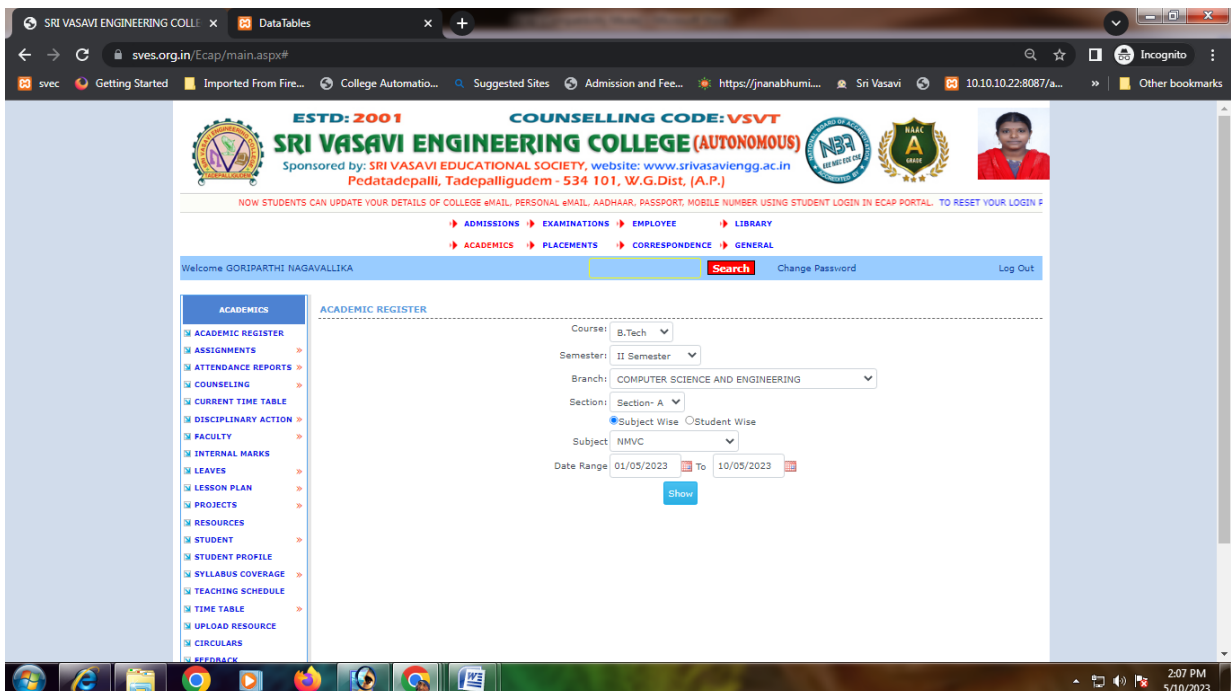 SRI VASAVI ENGINEERING COLLE
DataTables
sves.org.in/Ecap/main.aspx#
Incognito
svec Getting Started Imported From Fire... College Automatio... Suggested Sites Admission and Fee... https://jnanabhumi.... Sri Vasavi 10.10.10.22:8087/a... » Other bookmarks
ESTD: 2001 COUNSELLING CODE: VSVT
SRI VASAVI ENGINEERING COLLEGE (AUTONOMOUS)
Sponsored by: SRI VASAVI EDUCATIONAL SOCIETY, website: www.srivasaviengg.ac.in
Pedatadepalli, Tadepalligudem - 534 101, W.G.Dist, (A.P.)
TADEPALLIGUDEM
NBA
NAAC
A
GRADE
NOW STUDENTS CAN UPDATE YOUR DETAILS OF COLLEGE eMAIL, PERSONAL eMAIL, AADHAAR, PASSPORT, MOBILE NUMBER USING STUDENT LOGIN IN ECAP PORTAL. TO RESET YOUR LOGIN P
ADMISSIONS EXAMINATIONS EMPLOYEE LIBRARY
ACADEMICS PLACEMENTS CORRESPONDENCE GENERAL
Welcome GORIPARTHI NAGAVALLIKA Search Change Password Log Out
ACADEMICS
ACADEMIC REGISTER
ASSIGNMENTS »
ATTENDANCE REPORTS »
COUNSELING »
CURRENT TIME TABLE
DISCIPLINARY ACTION »
FACULTY »
INTERNAL MARKS
LEAVES »
LESSON PLAN »
PROJECTS »
RESOURCES
STUDENT »
STUDENT PROFILE
SYLLABUS COVERAGE »
TEACHING SCHEDULE
TIME TABLE »
UPLOAD RESOURCE
CIRCULARS
FEEDBACK
ACADEMIC REGISTER
Course: B.Tech
Semester: II Semester
Branch: COMPUTER SCIENCE AND ENGINEERING
Section: Section- A
Subject Wise Student Wise
Subject NMVC
Date Range 01/05/2023 To 10/05/2023
Show
2:07 PM
5/10/2023